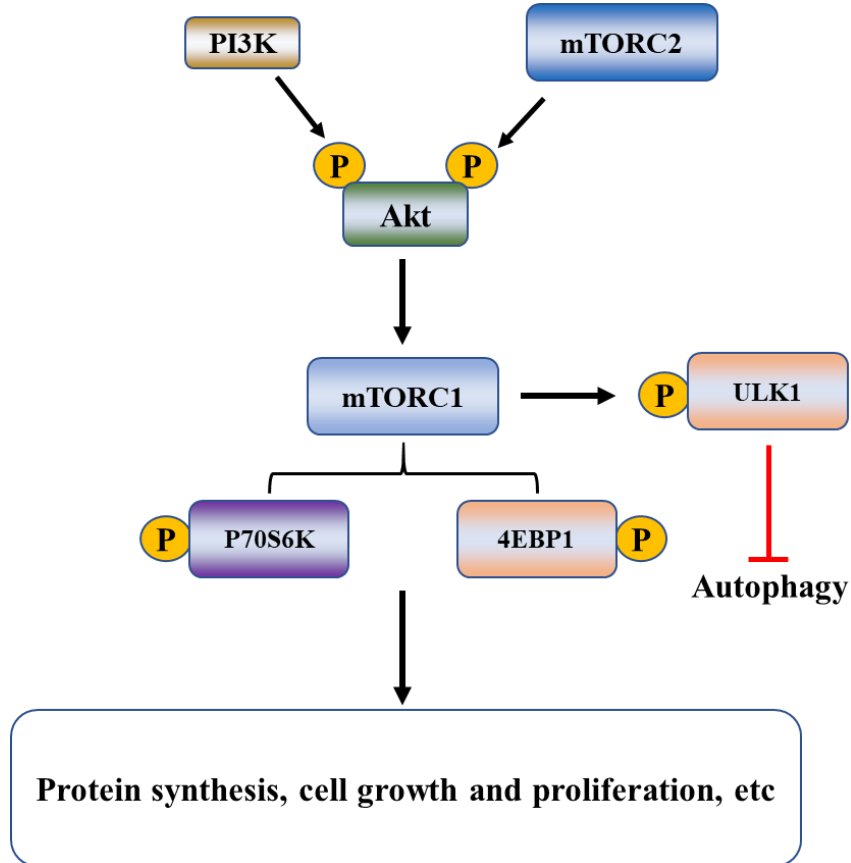 PI3K
mTORC2
P
P
Akt
mTORC1
P
ULK1
P
P70S6K
4EBP1
P
Autophagy
Protein synthesis, cell growth and proliferation, etc